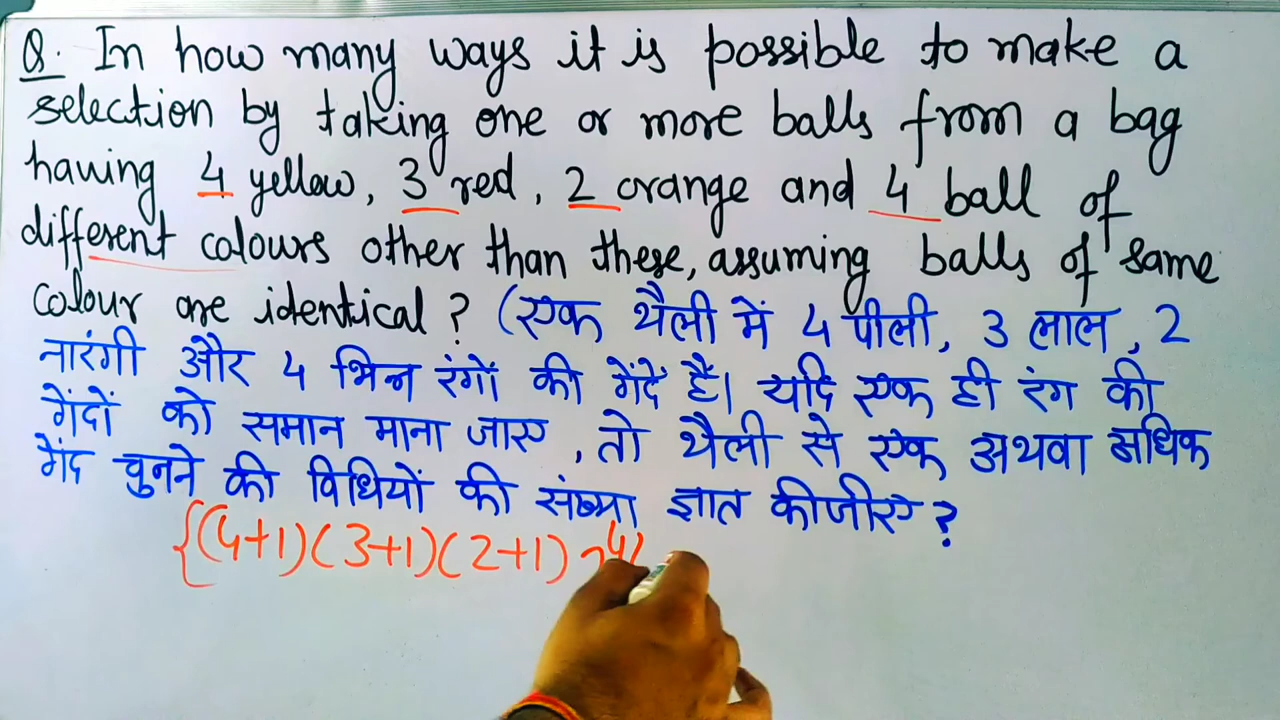 Q. In how many ways it is possible to make a
selection by taking one or more balls from a bag
having 4 yellow, 3 red, 2 orange and 4 ball of
different colours other than these, assuming balls of same
colour are identical? (एक थैली में 4 पीली, 3 लाल, 2
नारंगी और 4 भिन्न रंगों की गेंदें हैं। यदि एक ही रंग की
गेंदों को समान माना जाए, तो थैली से एक अथवा अधिक
गेंद चुनने की विधियों की संख्या ज्ञात कीजीए?
{(4+1)(3+1)(2+1)